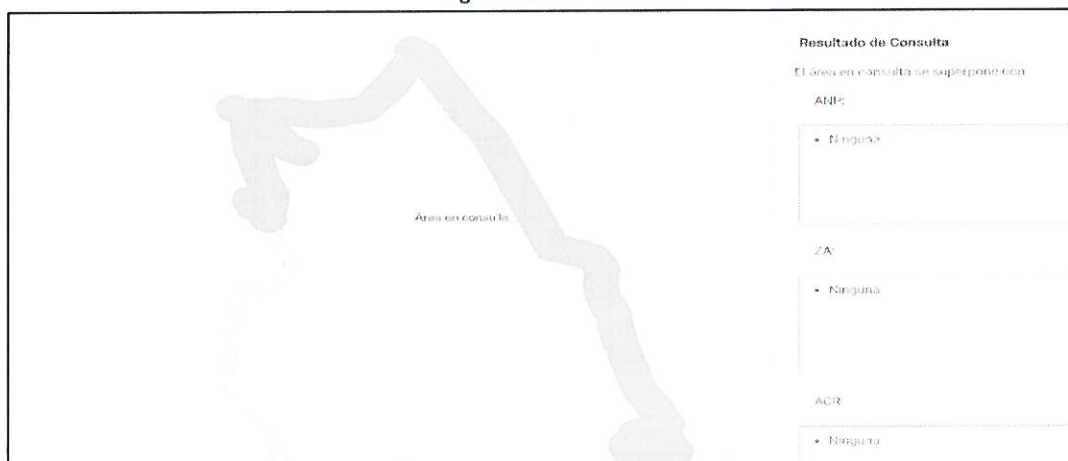 Área en consulta
Resultado de Consulta
El área en consulta se superpone con
ANP:
• Ninguna
ZA:
• Ninguna
ACR:
• Ninguna